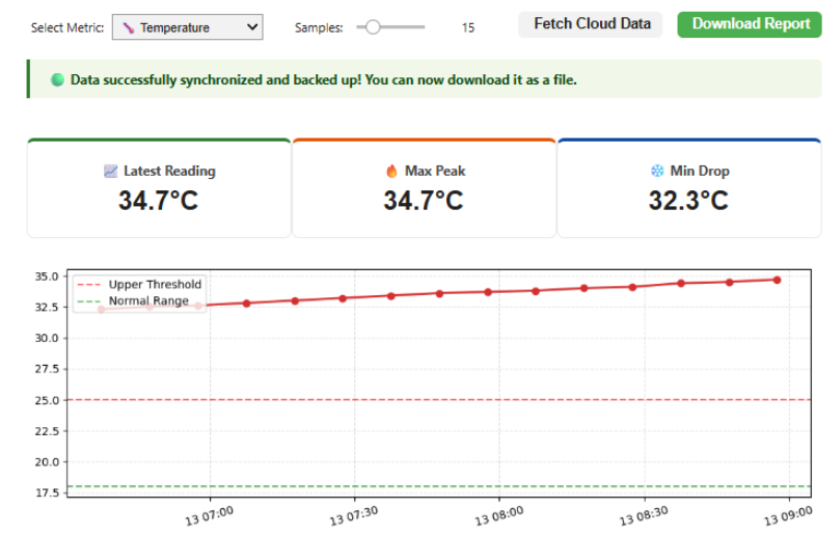 Select Metric: Temperature Samples: 15 Fetch Cloud Data Download Report
Data successfully synchronized and backed up! You can now download it as a file.
Latest Reading
34.7°C
Max Peak
34.7°C
Min Drop
32.3°C
35.0
32.5
30.0
27.5
25.0
22.5
20.0
17.5
Upper Threshold
Normal Range
13 07:00
13 07:30
13 08:00
13 08:30
13 09:00